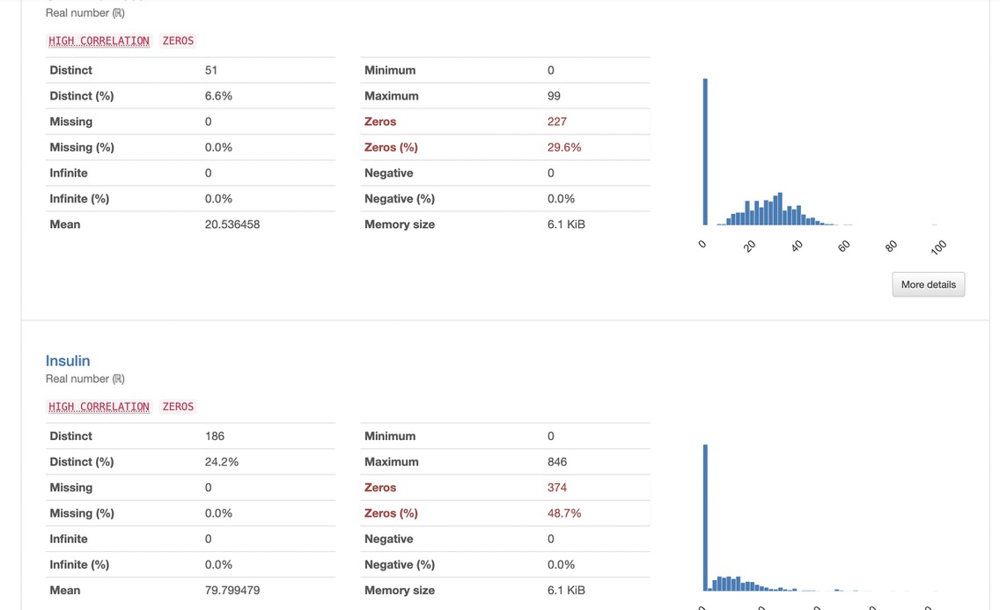 Real number (ℝ)
HIGH CORRELATION ZEROS
Distinct 51 Minimum 0
Distinct (%) 6.6% Maximum 99
Missing 0 Zeros 227
Missing (%) 0.0% Zeros (%) 29.6%
Infinite 0 Negative 0
Infinite (%) 0.0% Negative (%) 0.0%
Mean 20.536458 Memory size 6.1 KiB
0 20 40 60 80 100
More details
Insulin
Real number (ℝ)
HIGH CORRELATION ZEROS
Distinct 186 Minimum 0
Distinct (%) 24.2% Maximum 846
Missing 0 Zeros 374
Missing (%) 0.0% Zeros (%) 48.7%
Infinite 0 Negative 0
Infinite (%) 0.0% Negative (%) 0.0%
Mean 79.799479 Memory size 6.1 KiB